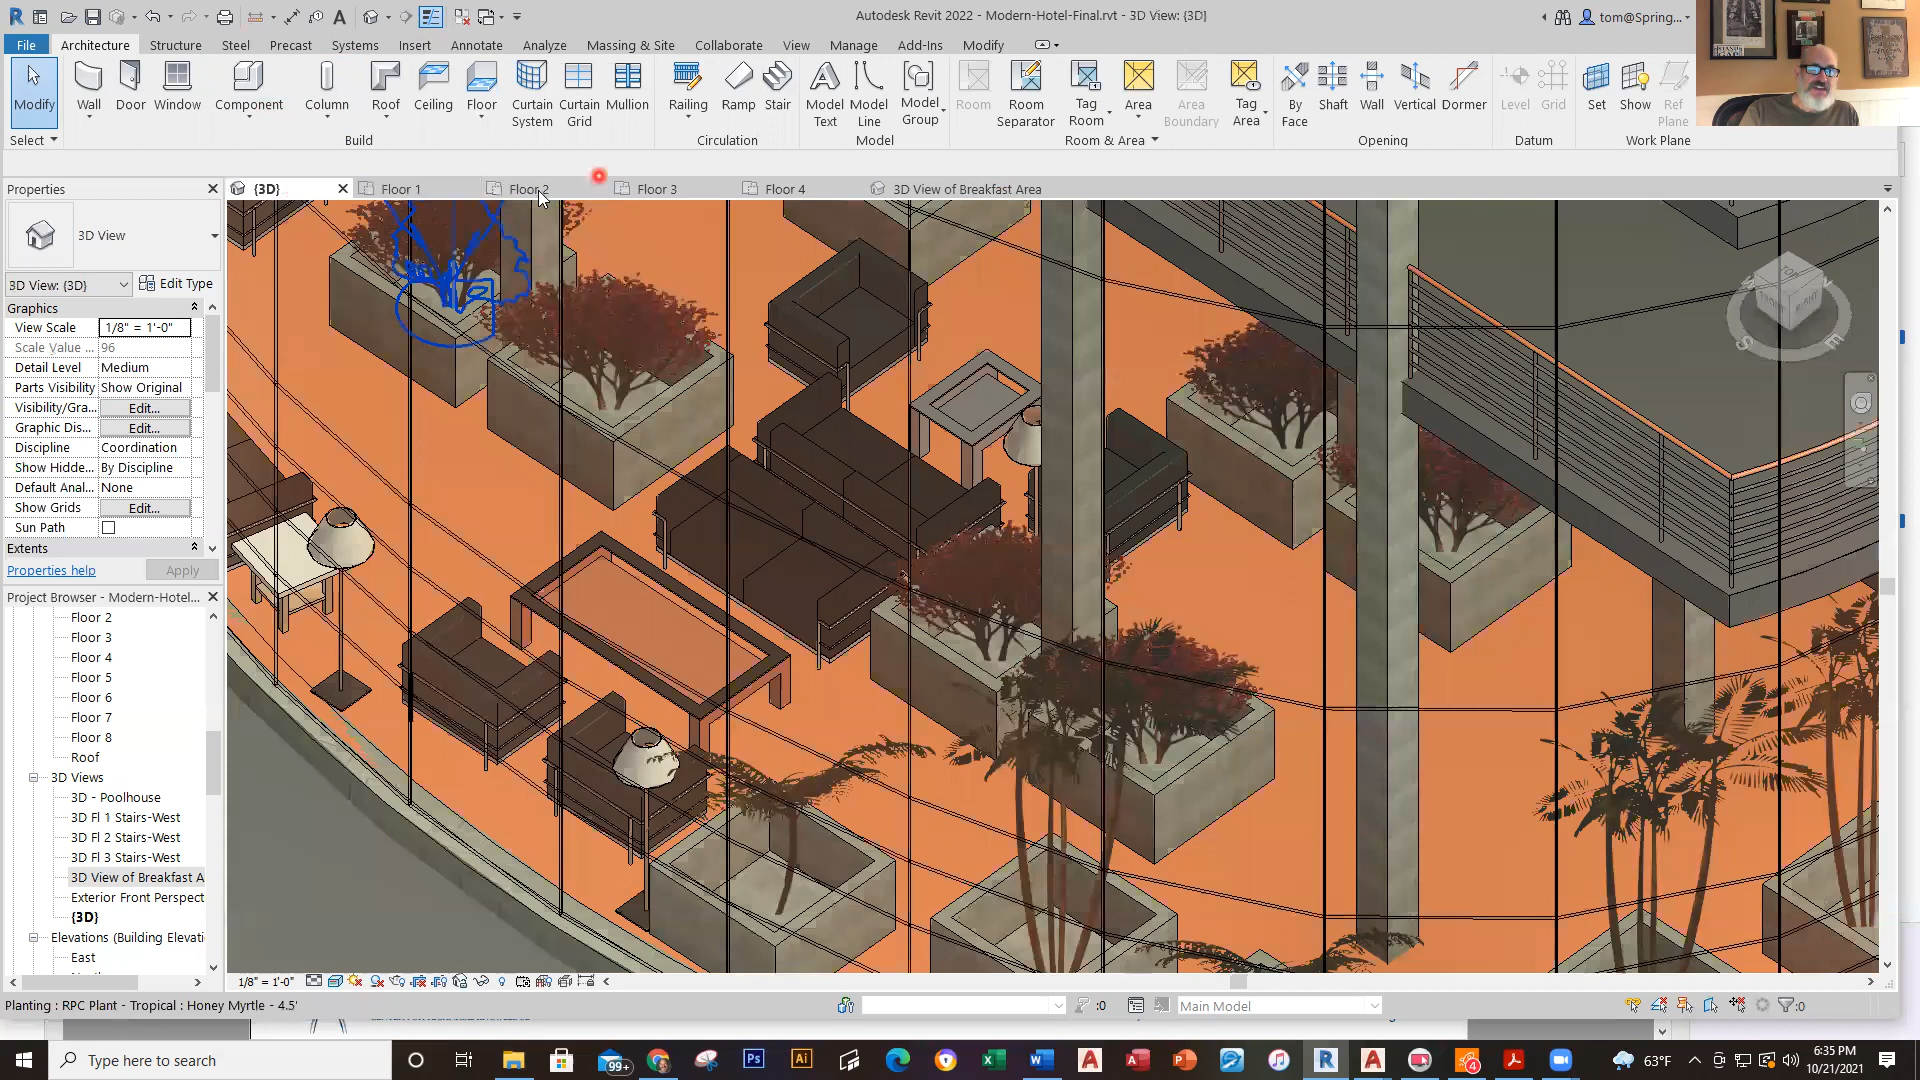 Autodesk Revit 2022 - Modern-Hotel-Final.rvt - 3D View: {3D}
tom@Spring...
File Architecture Structure Steel Precast Systems Insert Annotate Analyze Massing & Site Collaborate View Manage Add-Ins Modify
Modify
Wall
Door
Window
Component
Column
Roof
Ceiling
Floor
Curtain System
Curtain Grid
Mullion
Railing
Ramp
Stair
Model Text
Model Line
Model Group
Room
Room Separator
Tag Room
Area
Area Boundary
Tag Area
By Face
Shaft
Wall
Vertical
Dormer
Level
Grid
Set
Show
Ref Plane
Select Build Circulation Model Room & Area Opening Datum Work Plane
Properties
{3D} Floor 1 Floor 2 Floor 3 Floor 4 3D View of Breakfast Area
3D View
3D View: {3D} Edit Type
Graphics
View Scale 1/8" = 1'-0"
Scale Value ... 96
Detail Level Medium
Parts Visibility Show Original
Visibility/Gra... Edit...
Graphic Dis... Edit...
Discipline Coordination
Show Hidde... By Discipline
Default Anal... None
Show Grids Edit...
Sun Path
Extents
Properties help Apply
Project Browser - Modern-Hotel...
Floor 2
Floor 3
Floor 4
Floor 5
Floor 6
Floor 7
Floor 8
Roof
3D Views
3D - Poolhouse
3D Fl 1 Stairs-West
3D Fl 2 Stairs-West
3D Fl 3 Stairs-West
3D View of Breakfast A
Exterior Front Perspect
{3D}
Elevations (Building Elevati
East
1/8" = 1'-0"
Planting : RPC Plant - Tropical : Honey Myrtle - 4.5'
:0
Main Model
:0
Type here to search
99+
Ps
Ai
4
63°F
6:35 PM
10/21/2021